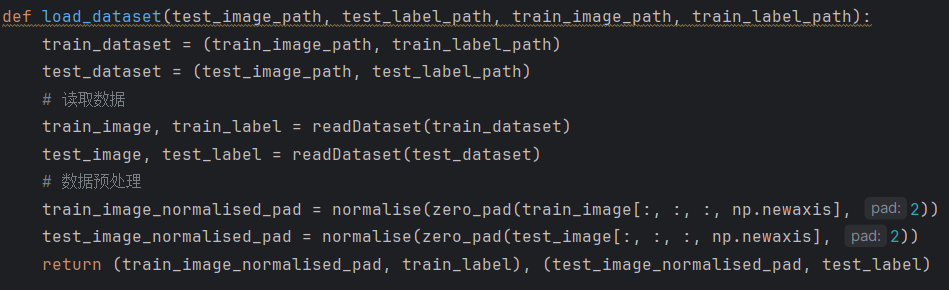 def load_dataset(test_image_path, test_label_path, train_image_path, train_label_path):
    train_dataset = (train_image_path, train_label_path)
    test_dataset = (test_image_path, test_label_path)
    # 读取数据
    train_image, train_label = readDataset(train_dataset)
    test_image, test_label = readDataset(test_dataset)
    # 数据预处理
    train_image_normalised_pad = normalise(zero_pad(train_image[:, :, :, np.newaxis], pad: 2))
    test_image_normalised_pad = normalise(zero_pad(test_image[:, :, :, np.newaxis], pad: 2))
    return (train_image_normalised_pad, train_label), (test_image_normalised_pad, test_label)